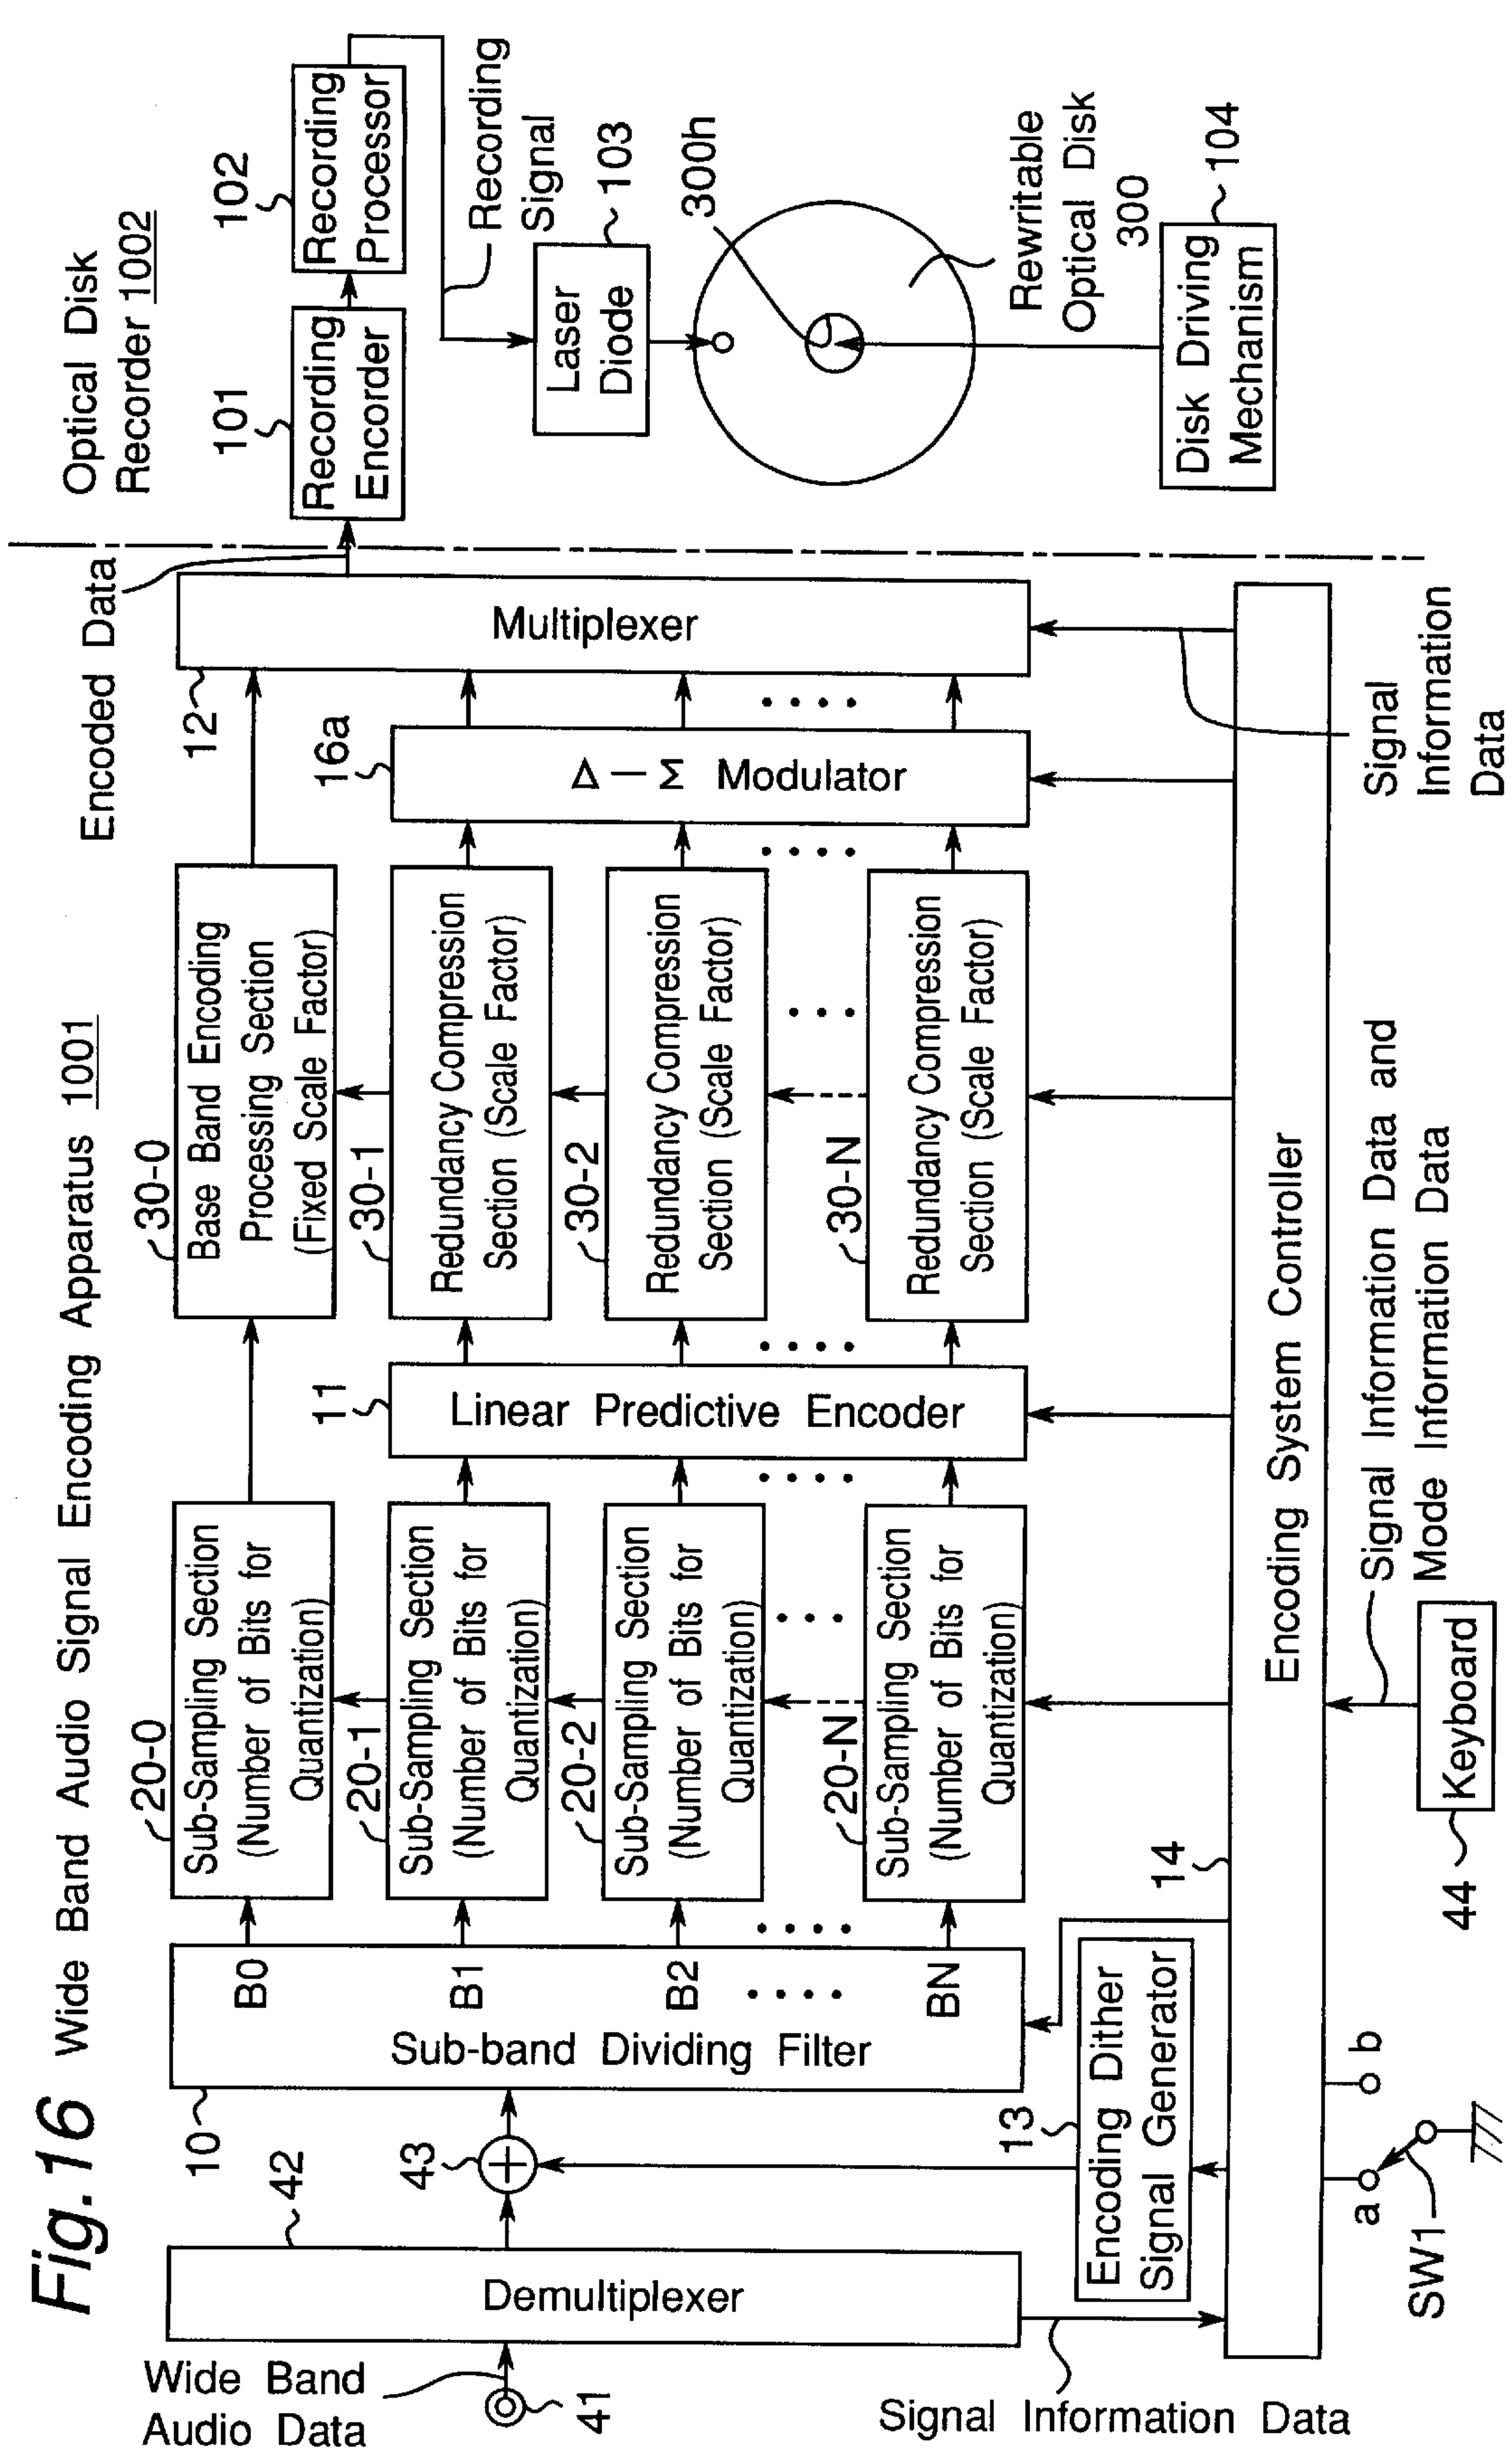 Fig. 16
Wide Band Audio Signal Encoding Apparatus 1001
Optical Disk
Recorder 1002
Wide Band
Audio Data
41
42
Demultiplexer
43
10
Sub-band Dividing Filter
B0
B1
B2
BN
20-0
Sub-Sampling Section
(Number of Bits for
Quantization)
20-1
Sub-Sampling Section
(Number of Bits for
Quantization)
20-2
Sub-Sampling Section
(Number of Bits for
Quantization)
20-N
Sub-Sampling Section
(Number of Bits for
Quantization)
11
Linear Predictive Encoder
30-0
Base Band Encoding
Processing Section
(Fixed Scale Factor)
30-1
Redundancy Compression
Section (Scale Factor)
30-2
Redundancy Compression
Section (Scale Factor)
30-N
Redundancy Compression
Section (Scale Factor)
16a
Δ — Σ Modulator
12
Multiplexer
Encoded Data
101
Recording
Encorder
102
Recording
Processor
Recording
Signal
Laser
Diode
103
300h
Rewritable
Optical Disk
300
Disk Driving
Mechanism
104
13
Encoding Dither
Signal Generator
14
Encoding System Controller
Signal Information Data
a
b
SW1
44
Keyboard
Signal Information Data and
Mode Information Data
Signal
Information
Data